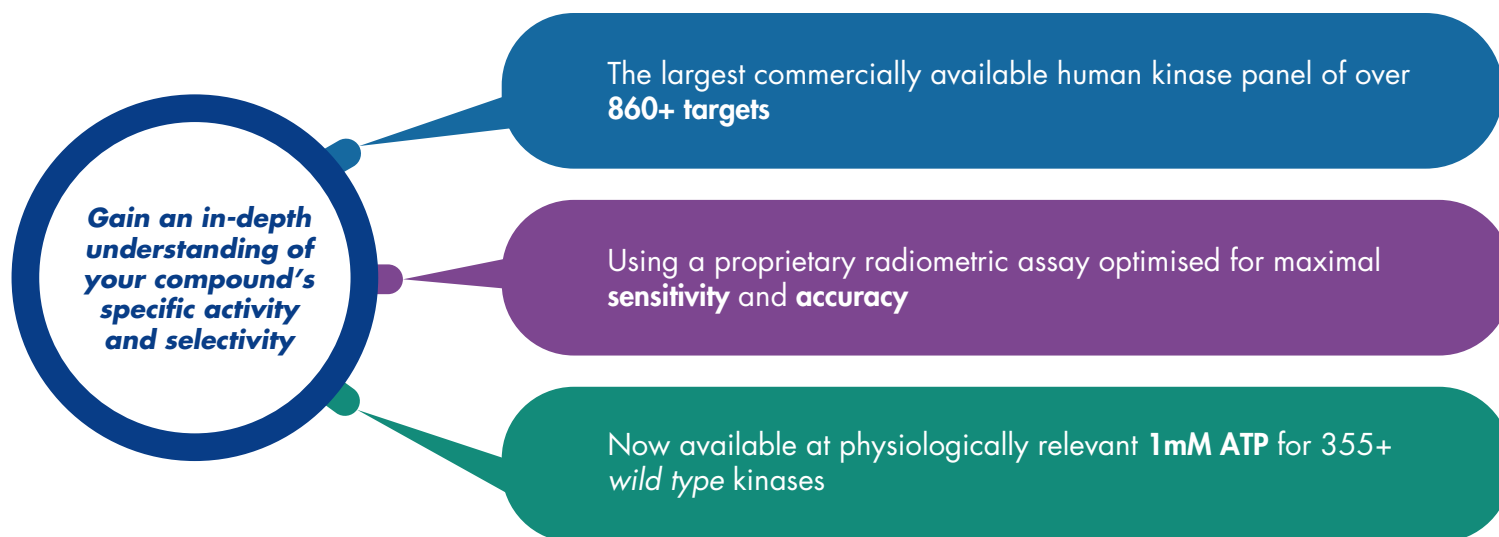 Gain an in-depth
understanding of
your compound's
specific activity
and selectivity
The largest commercially available human kinase panel of over
860+ targets
Using a proprietary radiometric assay optimised for maximal
sensitivity and accuracy
Now available at physiologically relevant 1mM ATP for 355+
wild type kinases